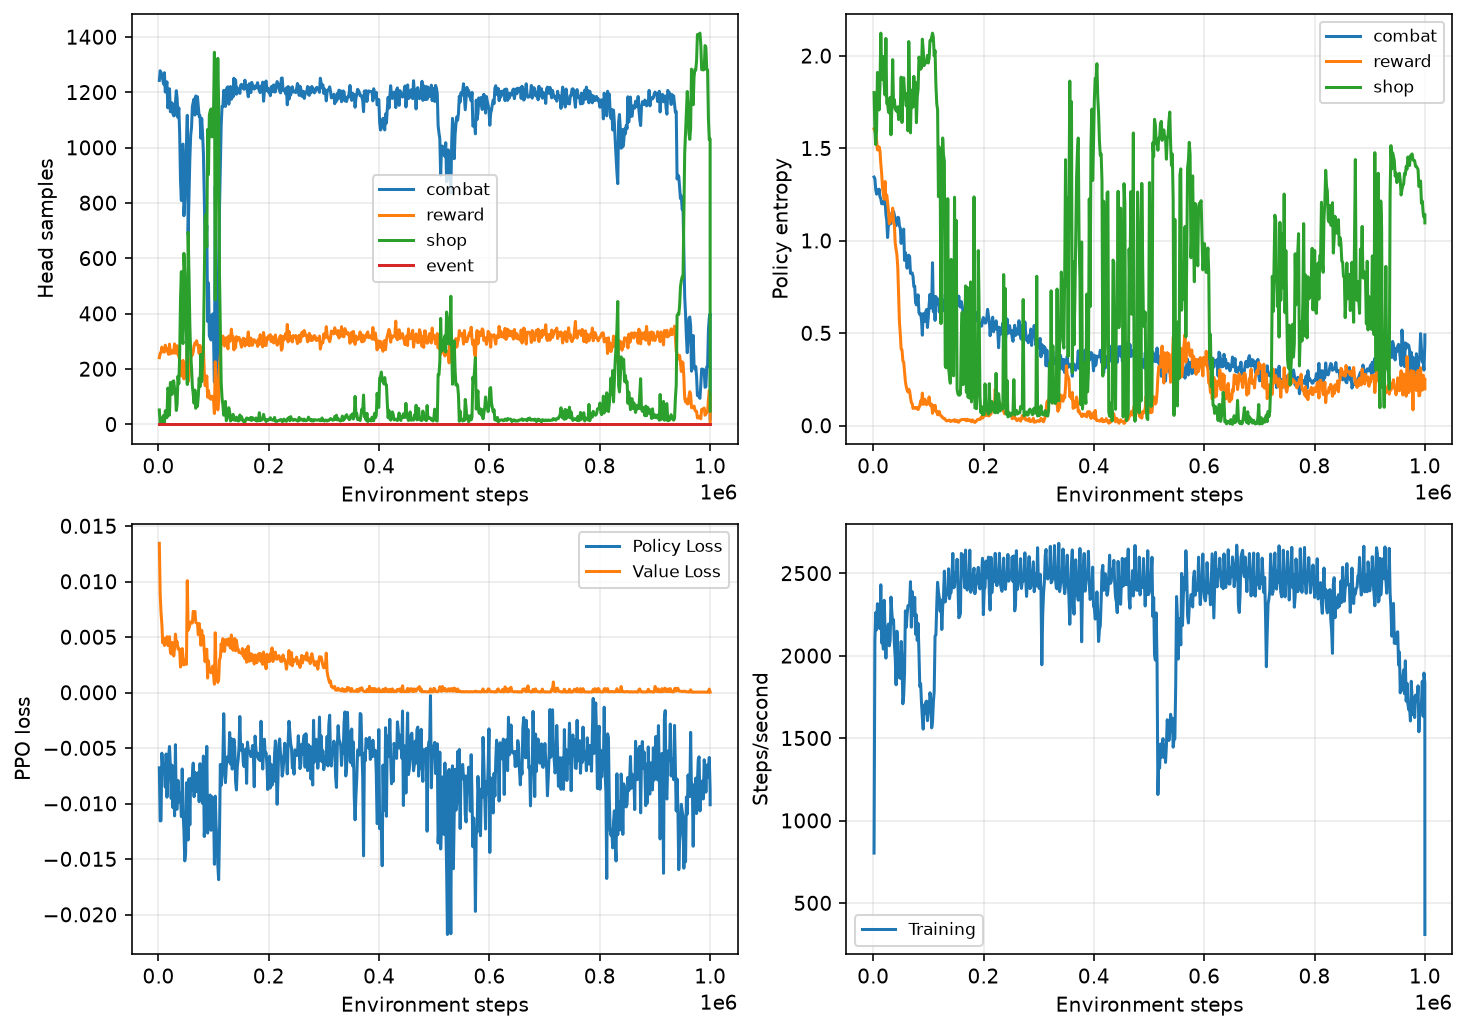 1400
1200
1000
800
600
400
200
0
Head samples
combat
reward
shop
event
0.0
0.2
0.4
0.6
0.8
1.0
1e6
Environment steps
2.0
1.5
1.0
0.5
0.0
Policy entropy
combat
reward
shop
0.0
0.2
0.4
0.6
0.8
1.0
1e6
Environment steps
0.015
0.010
0.005
0.000
−0.005
−0.010
−0.015
−0.020
PPO loss
Policy Loss
Value Loss
0.0
0.2
0.4
0.6
0.8
1.0
1e6
Environment steps
2500
2000
1500
1000
500
Steps/second
Training
0.0
0.2
0.4
0.6
0.8
1.0
1e6
Environment steps